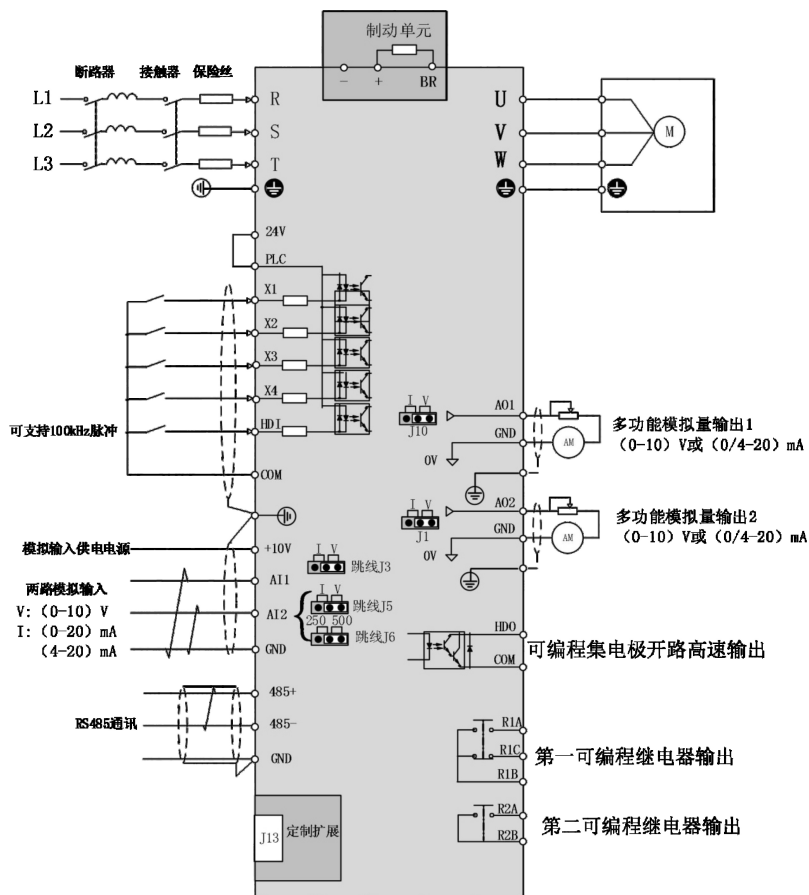 制动单元
- + BR
断路器 接触器 保险丝
L1 R U
L2 S V M
L3 T W
24V
PLC
X1
X2
X3
X4
可支持100kHz脉冲 HDI
COM
I V
J10
AO1
GND
0V
AM
多功能模拟量输出1
(0-10) V或 (0/4-20) mA
I V
J1
AO2
GND
0V
AM
多功能模拟量输出2
(0-10) V或 (0/4-20) mA
模拟输入供电电源 +10V
I V
跳线J3
两路模拟输入 AI1
V: (0-10) V AI2
I: (0-20) mA
(4-20) mA GND
I V
跳线J5
250 500
跳线J6
HDO
COM
可编程集电极开路高速输出
485+
RS485通讯 485-
GND
R1A
R1C
R1B
第一可编程继电器输出
R2A
R2B
第二可编程继电器输出
J13 定制扩展